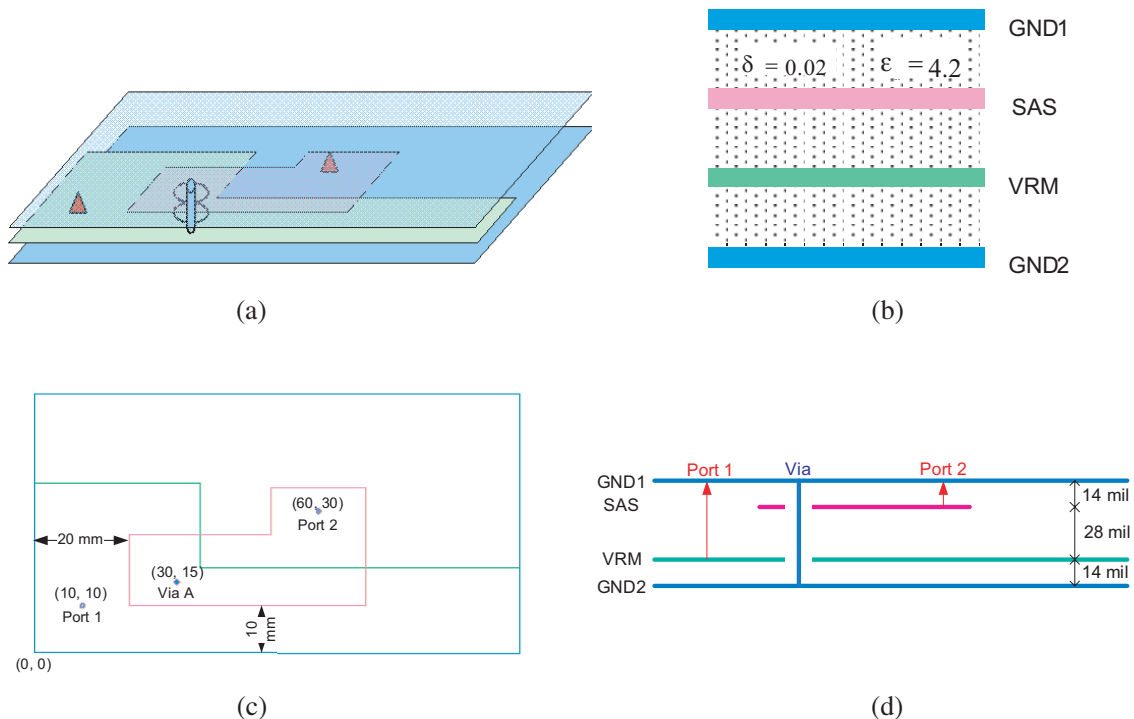 GND1
δ = 0.02
ε = 4.2
SAS
VRM
GND2
(a)
(b)
(60, 30)
Port 2
20 mm
(30, 15)
Via A
(10, 10)
Port 1
10 mm
(0, 0)
Port 1
Via
Port 2
GND1
14 mil
SAS
28 mil
VRM
14 mil
GND2
(c)
(d)